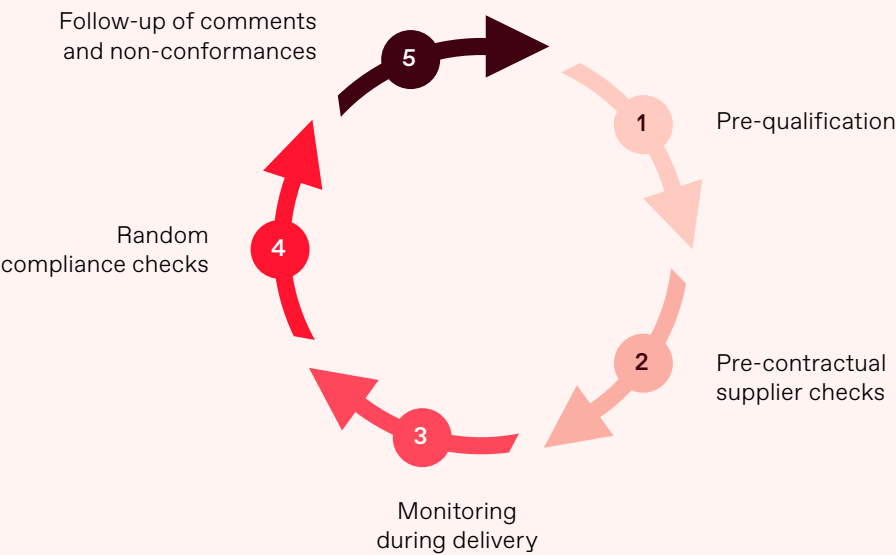 Follow-up of comments
and non-conformances
5
1
Pre-qualification
Random
compliance checks
4
2
Pre-contractual
supplier checks
3
Monitoring
during delivery